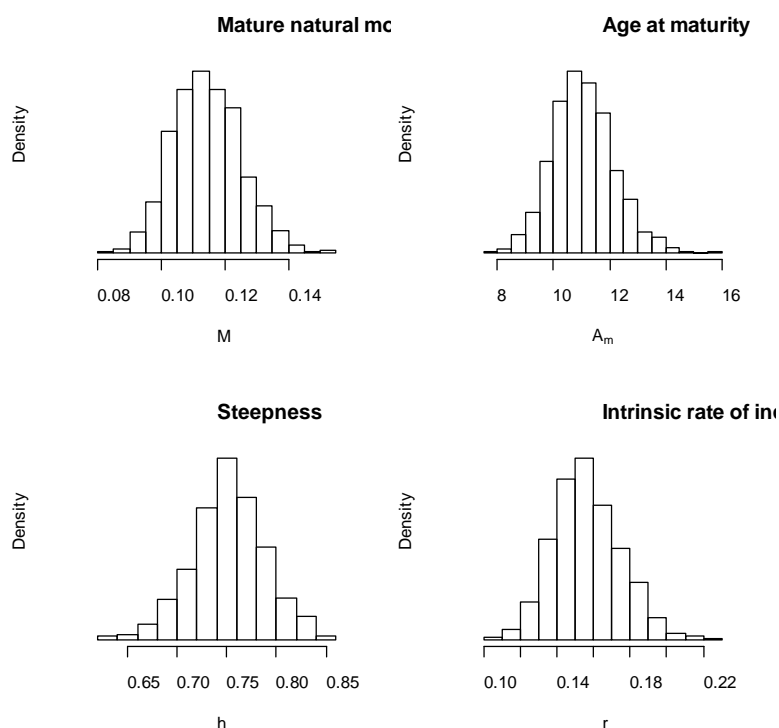 Mature natural mo
Age at maturity
Density
Density
0.08 0.10 0.12 0.14
8 10 12 14 16
M
Am
Steepness
Intrinsic rate of inc
Density
Density
0.65 0.70 0.75 0.80 0.85
0.10 0.14 0.18 0.22
h
r